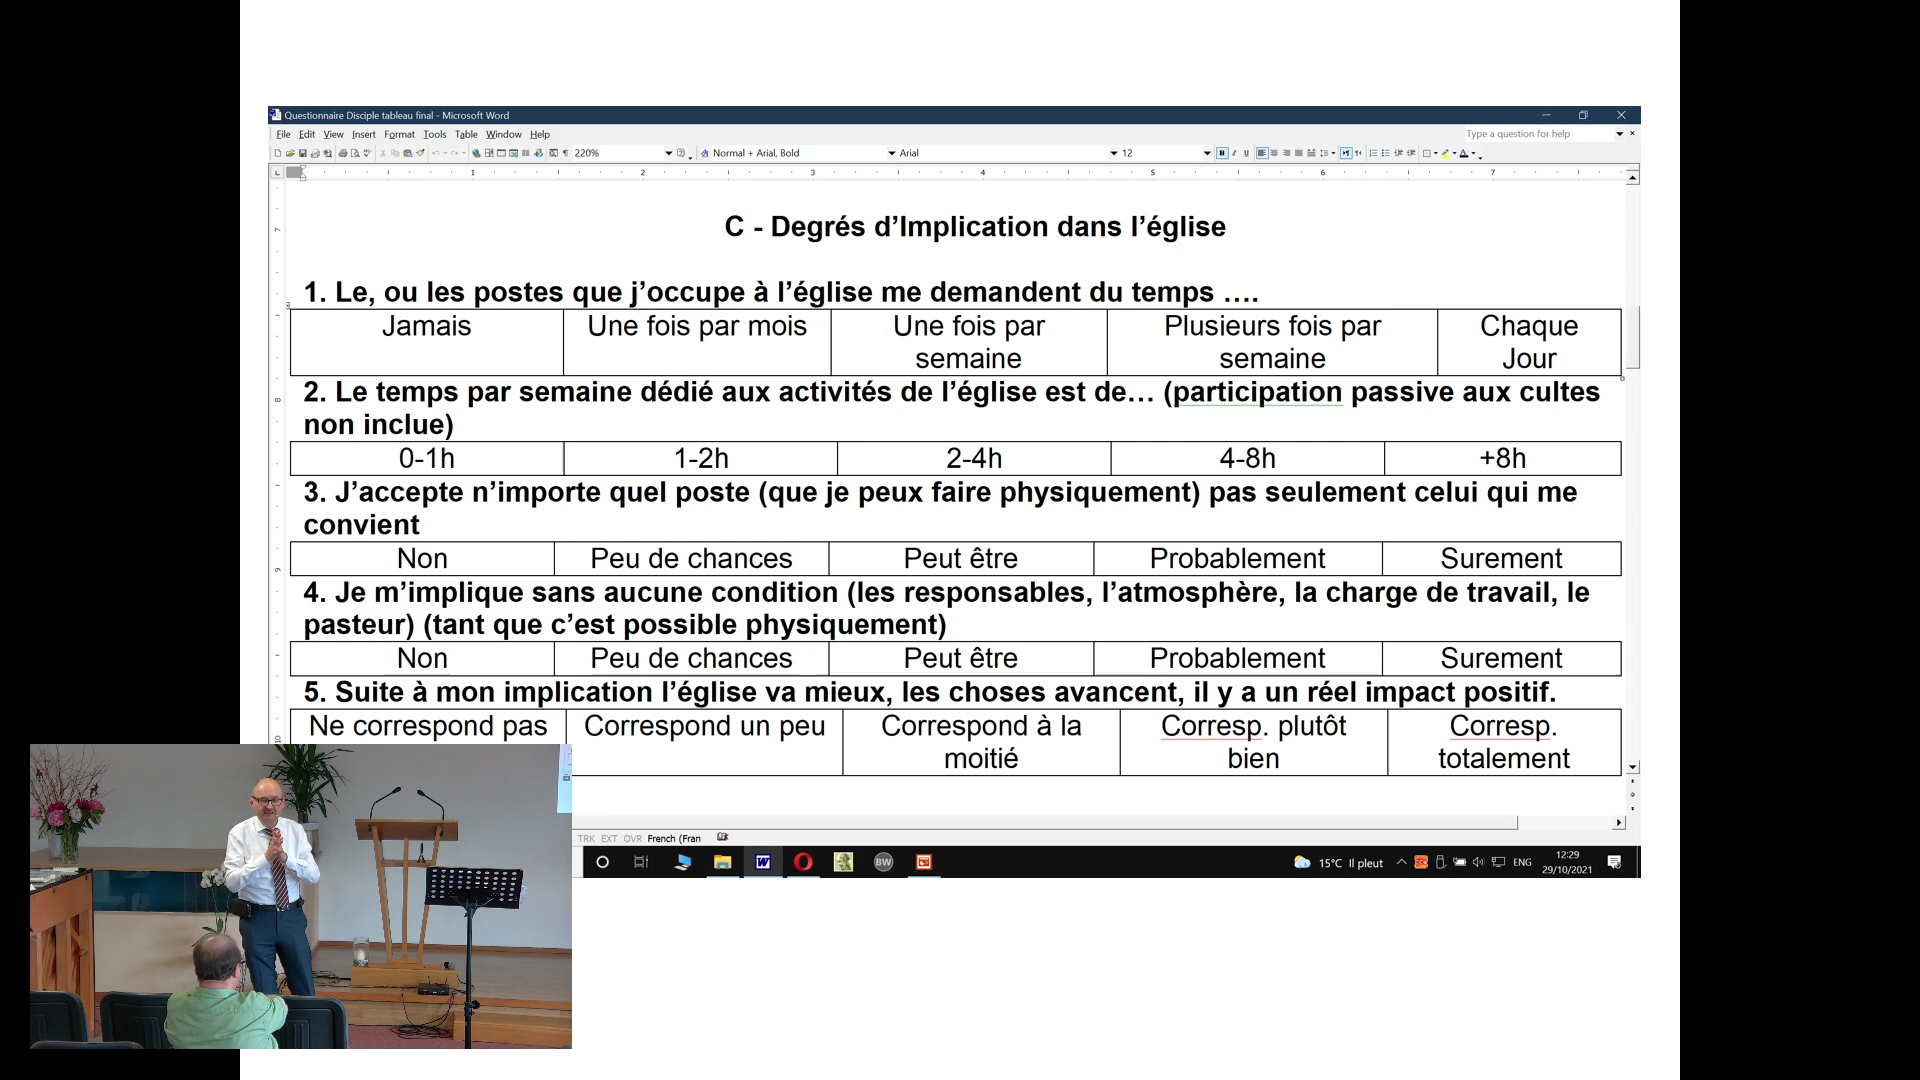 Questionnaire Disciple tableau final - Microsoft Word
File Edit View Insert Format Tools Table Window Help
Type a question for help
220%
Normal + Arial, Bold
Arial
12
1 2 3 4 5 6 7
C - Degrés d’Implication dans l’église
1. Le, ou les postes que j’occupe à l’église me demandent du temps ….
Jamais Une fois par mois Une fois par Plusieurs fois par Chaque
semaine semaine Jour
2. Le temps par semaine dédié aux activités de l’église est de… (participation passive aux cultes
non inclue)
0-1h 1-2h 2-4h 4-8h +8h
3. J’accepte n’importe quel poste (que je peux faire physiquement) pas seulement celui qui me
convient
Non Peu de chances Peut être Probablement Surement
4. Je m’implique sans aucune condition (les responsables, l’atmosphère, la charge de travail, le
pasteur) (tant que c’est possible physiquement)
Non Peu de chances Peut être Probablement Surement
5. Suite à mon implication l’église va mieux, les choses avancent, il y a un réel impact positif.
Ne correspond pas Correspond un peu Correspond à la Corresp. plutôt Corresp.
moitié bien totalement
TRK EXT OVR French (Fran
W
BW
15°C Il pleut
ENG
12:29
29/10/2021